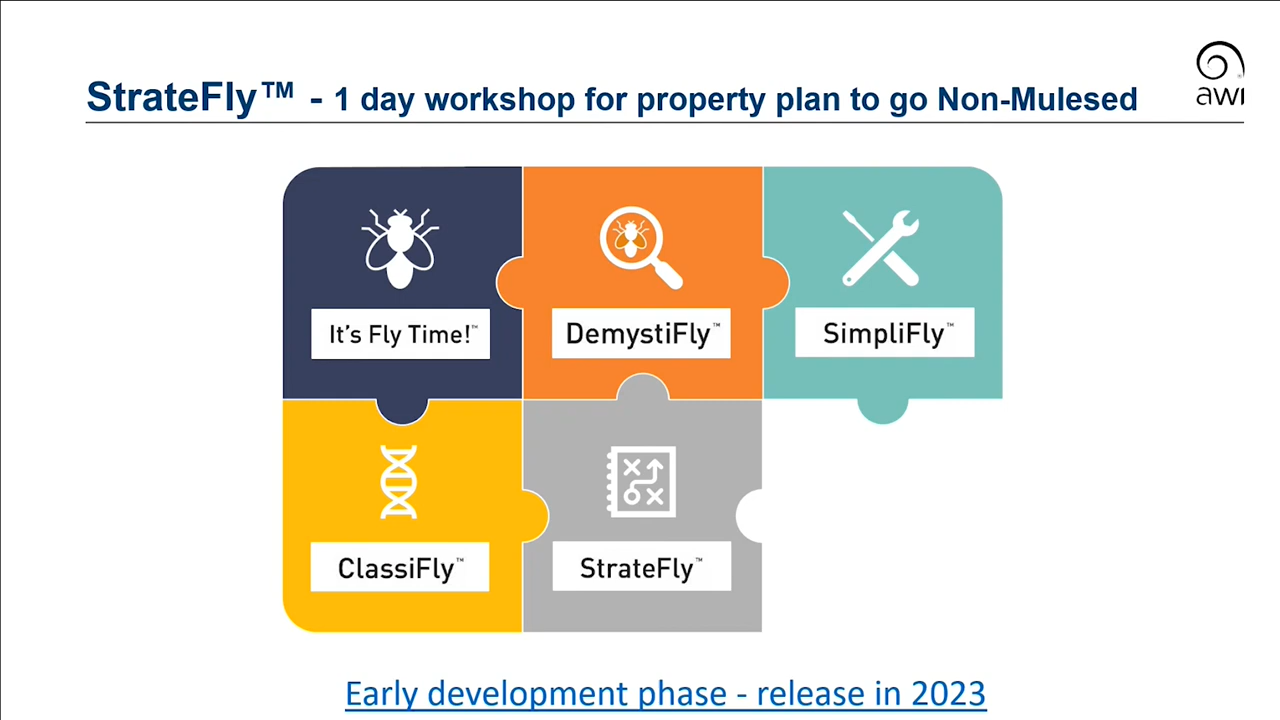 StrateFly™ - 1 day workshop for property plan to go Non-Mulesed
awi
It's Fly Time!™
DemystiFly™
SimpliFly™
ClassiFly™
StrateFly™
Early development phase - release in 2023